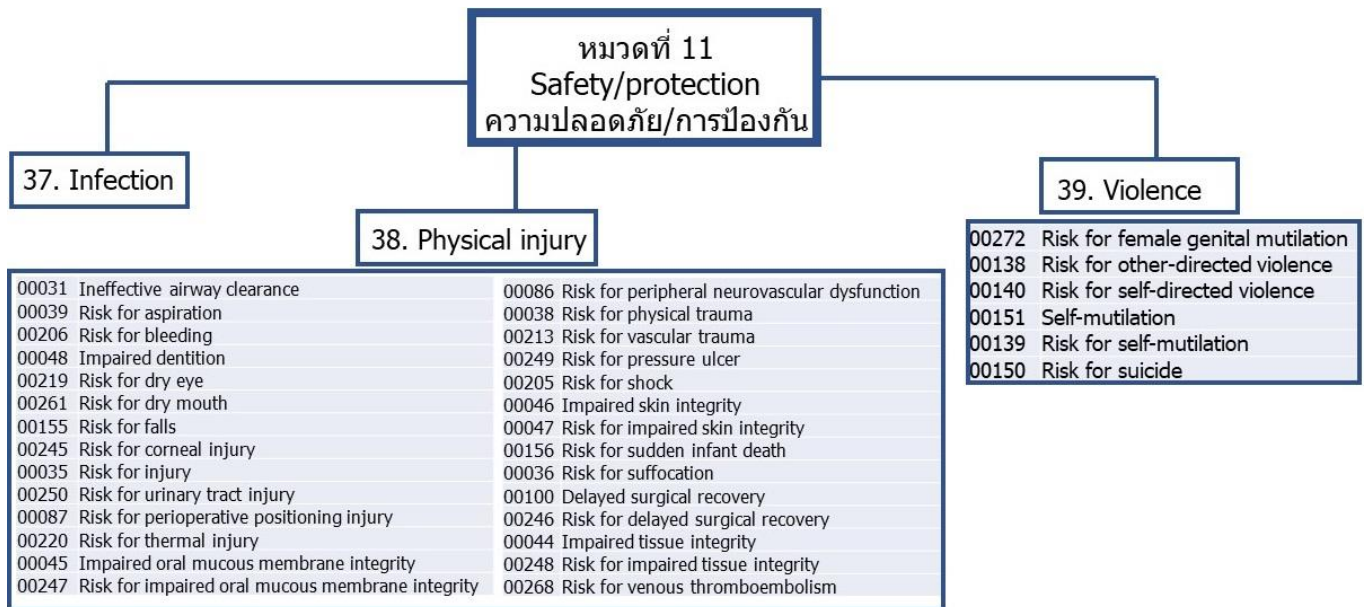 หมวดที่ 11
Safety/protection
ความปลอดภัย/การป้องกัน
37. Infection
38. Physical injury
00031 Ineffective airway clearance
00039 Risk for aspiration
00206 Risk for bleeding
00048 Impaired dentition
00219 Risk for dry eye
00261 Risk for dry mouth
00155 Risk for falls
00245 Risk for corneal injury
00035 Risk for injury
00250 Risk for urinary tract injury
00087 Risk for perioperative positioning injury
00220 Risk for thermal injury
00045 Impaired oral mucous membrane integrity
00247 Risk for impaired oral mucous membrane integrity
00086 Risk for peripheral neurovascular dysfunction
00038 Risk for physical trauma
00213 Risk for vascular trauma
00249 Risk for pressure ulcer
00205 Risk for shock
00046 Impaired skin integrity
00047 Risk for impaired skin integrity
00156 Risk for sudden infant death
00036 Risk for suffocation
00100 Delayed surgical recovery
00246 Risk for delayed surgical recovery
00044 Impaired tissue integrity
00248 Risk for impaired tissue integrity
00268 Risk for venous thromboembolism
39. Violence
00272 Risk for female genital mutilation
00138 Risk for other-directed violence
00140 Risk for self-directed violence
00151 Self-mutilation
00139 Risk for self-mutilation
00150 Risk for suicide